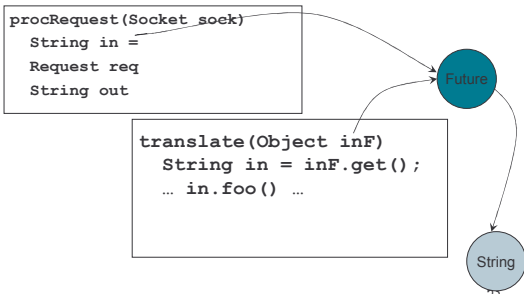 procRequest(Socket sock)
String in =
Request req
String out
Future
translate(Object inF)
String in = inF.get();
… in.foo() …
String